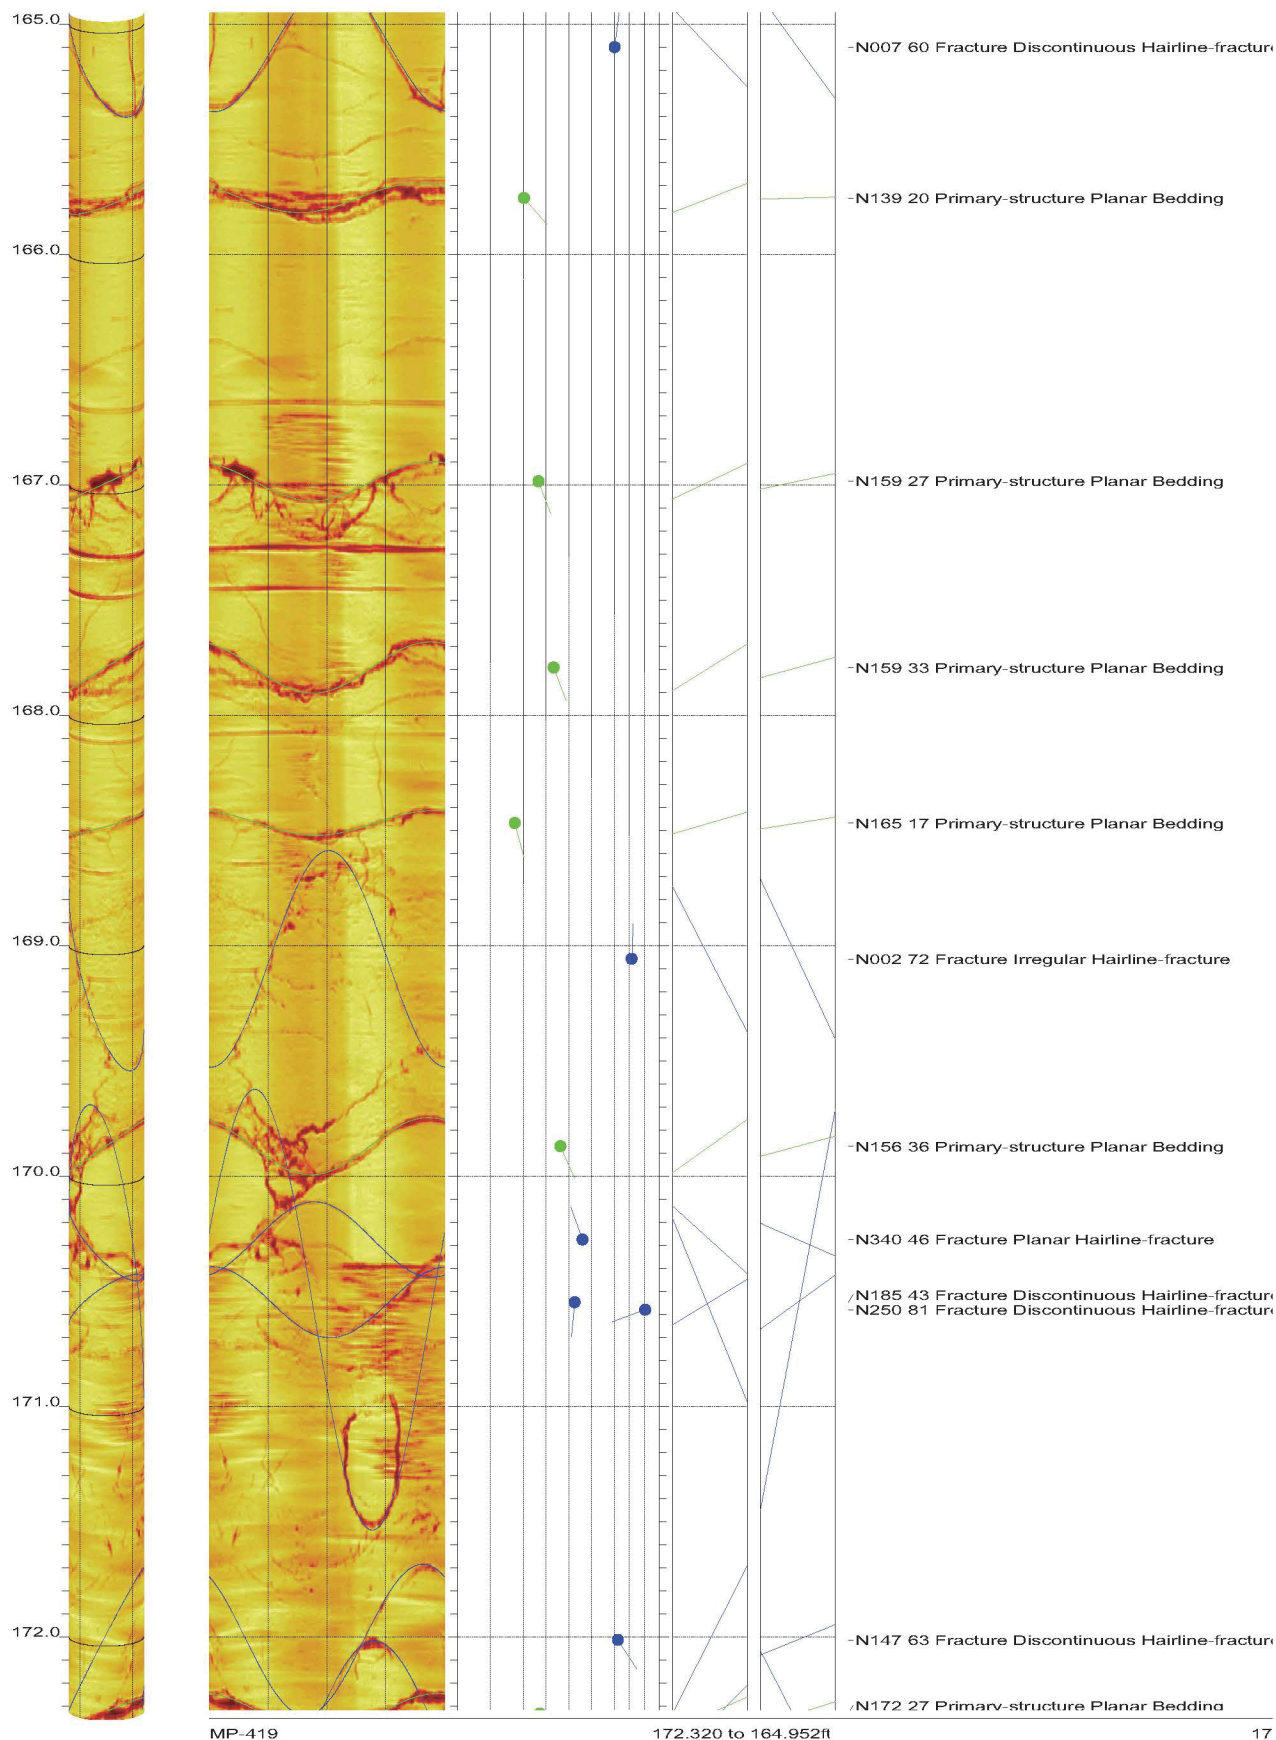 165.0
-N007 60 Fracture Discontinuous Hairline-fracture
-N139 20 Primary-structure Planar Bedding
166.0
167.0
-N159 27 Primary-structure Planar Bedding
-N159 33 Primary-structure Planar Bedding
168.0
-N165 17 Primary-structure Planar Bedding
169.0
-N002 72 Fracture Irregular Hairline-fracture
-N156 36 Primary-structure Planar Bedding
170.0
-N340 46 Fracture Planar Hairline-fracture
/N185 43 Fracture Discontinuous Hairline-fracture
-N250 81 Fracture Discontinuous Hairline-fracture
171.0
172.0
-N147 63 Fracture Discontinuous Hairline-fracture
/N172 27 Primary-structure Planar Bedding
MP-419 172.320 to 164.952ft 17